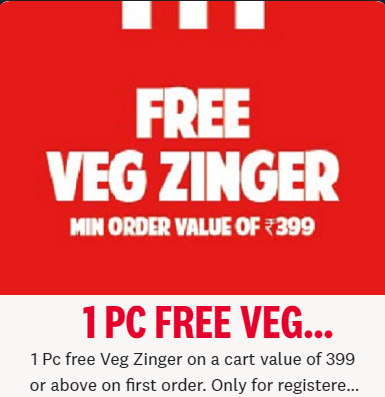 FREE
VEG ZINGER
MIN ORDER VALUE OF ₹399
1 PC FREE VEG...
1 Pc free Veg Zinger on a cart value of 399
or above on first order. Only for registere...